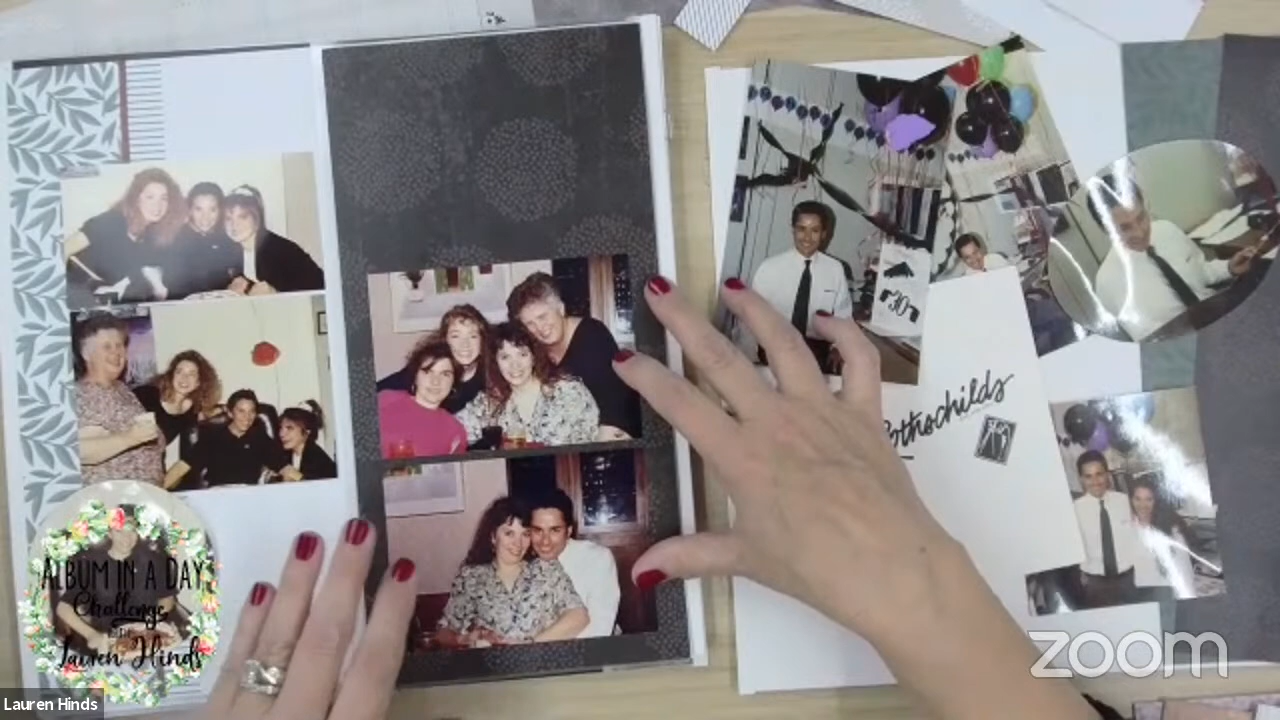 30
Rothschilds
ALBUM IN A DAY
Challenge
Lauren Hinds
zoom
Lauren Hinds